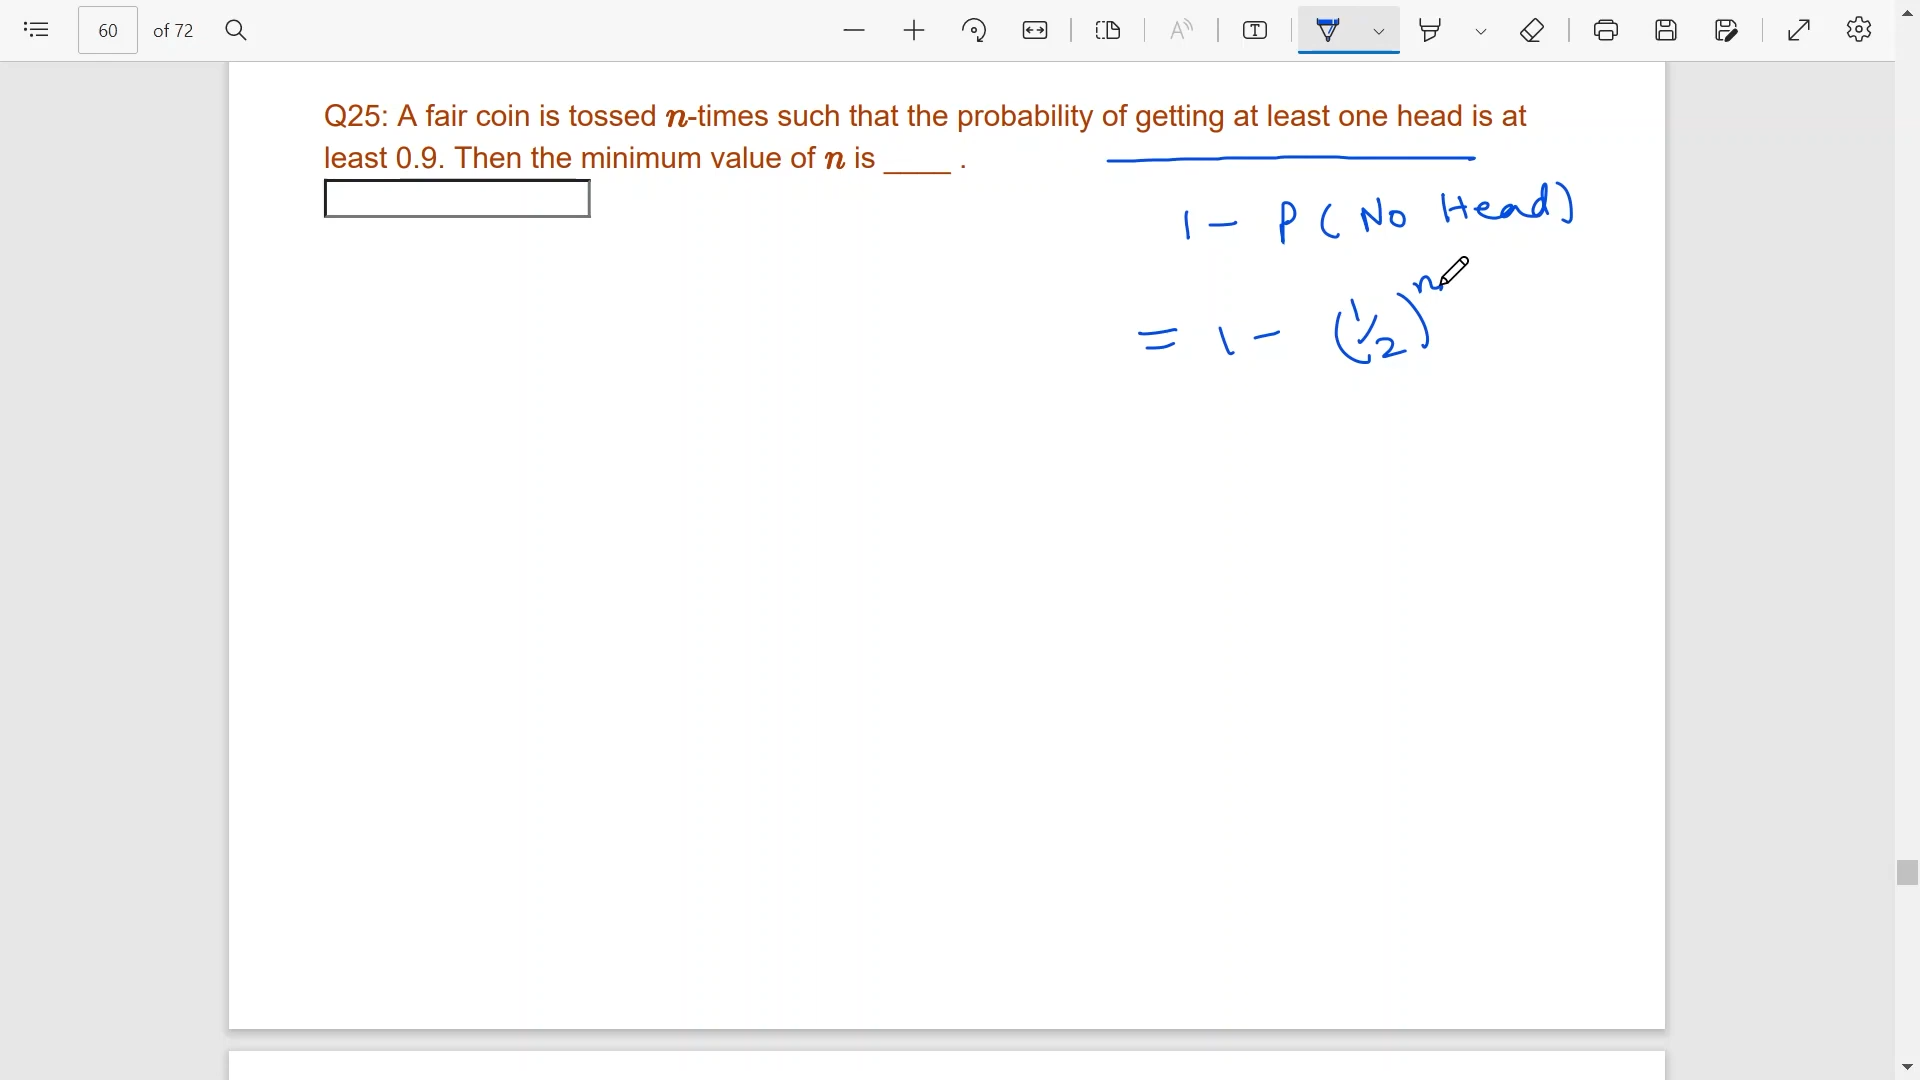 60 of 72
Q25: A fair coin is tossed n-times such that the probability of getting at least one head is at
least 0.9. Then the minimum value of n is ____ .
1 - P ( No Head)
= 1 - (1/2)^n